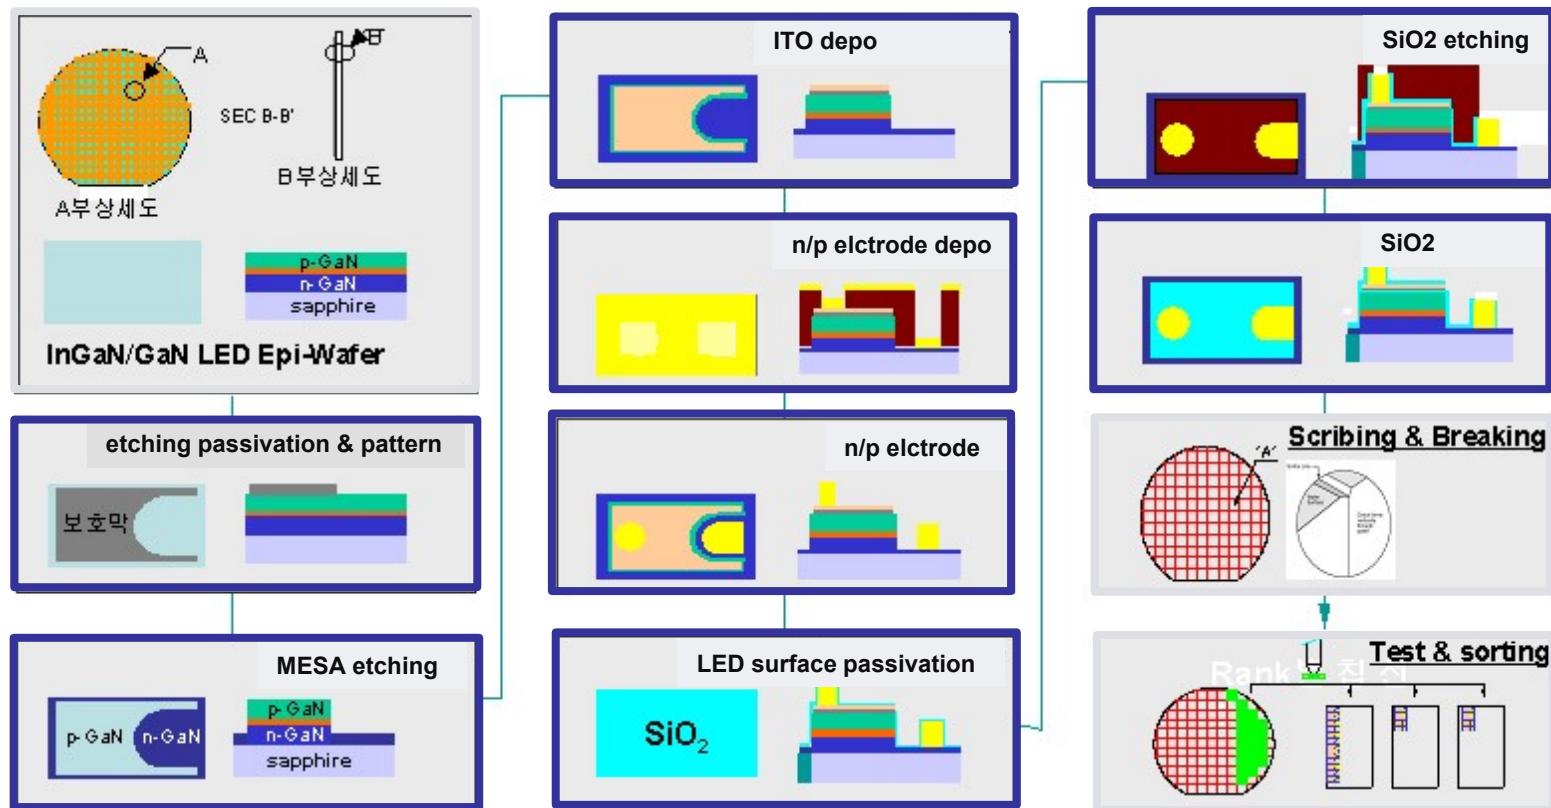 A
B
SEC B-B'
B부상세도
A부상세도
p-GaN
n-GaN
sapphire
InGaN/GaN LED Epi-Wafer
etching passivation & pattern
보호막
MESA etching
p-GaN
n-GaN
p-GaN
n-GaN
sapphire
ITO depo
n/p elctrode depo
n/p elctrode
LED surface passivation
SiO2
SiO2 etching
SiO2
Scribing & Breaking
'A'
Test & sorting
Rank